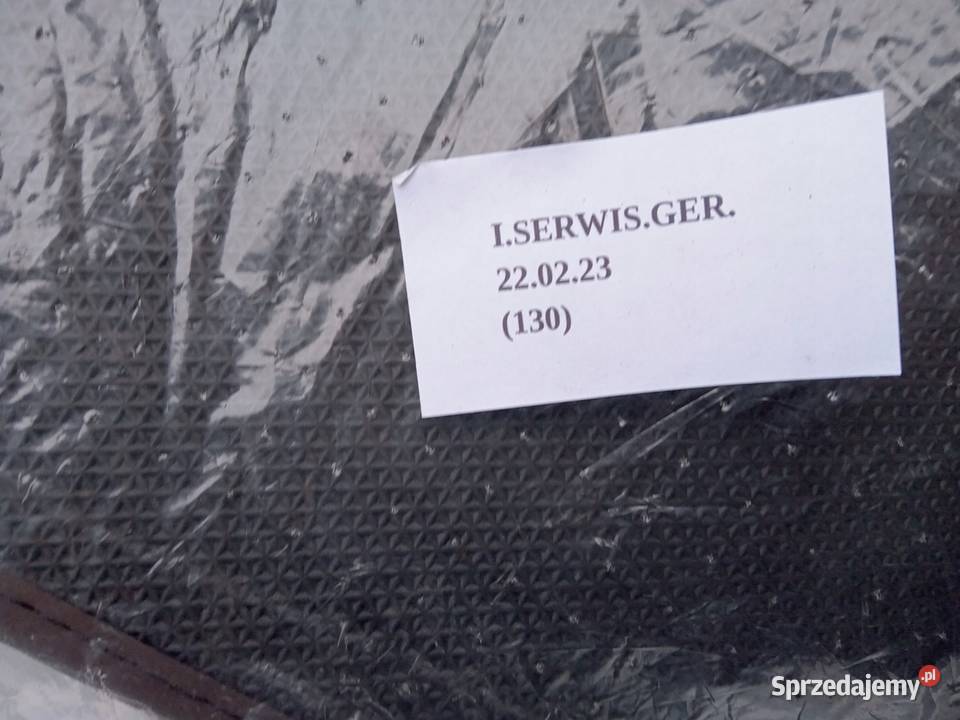 I.SERWIS.GER.
22.02.23
(130)
Sprzedajemy.pl